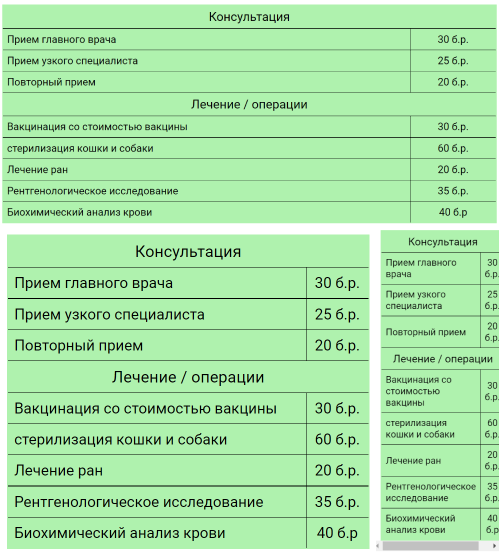 Консультация
Прием главного врача 30 б.р.
Прием узкого специалиста 25 б.р.
Повторный прием 20 б.р.
Лечение / операции
Вакцинация со стоимостью вакцины 30 б.р.
стерилизация кошки и собаки 60 б.р.
Лечение ран 20 б.р.
Рентгенологическое исследование 35 б.р.
Биохимический анализ крови 40 б.р
Консультация
Прием главного врача 30 б.р.
Прием узкого специалиста 25 б.р.
Повторный прием 20 б.р.
Лечение / операции
Вакцинация со стоимостью вакцины 30 б.р.
стерилизация кошки и собаки 60 б.р.
Лечение ран 20 б.р.
Рентгенологическое исследование 35 б.р.
Биохимический анализ крови 40 б.р
Консультация
Прием главного
врача
30
б.р.
Прием узкого
специалиста
25
б.р.
Повторный прием
20
б.р.
Лечение / операции
Вакцинация со
стоимостью
вакцины
30
б.р.
стерилизация
кошки и собаки
60
б.р.
Лечение ран
20
б.р.
Рентгенологическое
исследование
35
б.р.
Биохимический
анализ крови
40
б.р